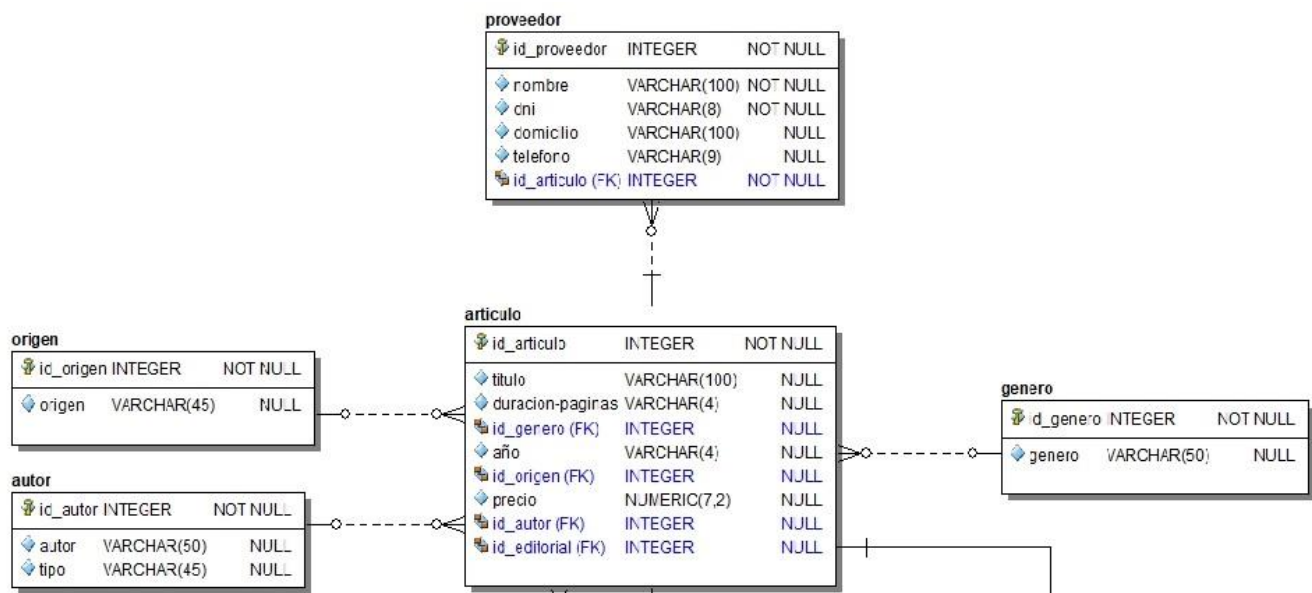 proveedor
id_proveedor INTEGER NOT NULL
nombre VARCHAR(100) NOT NULL
dni VARCHAR(8) NOT NULL
domicilio VARCHAR(100) NULL
telefono VARCHAR(9) NULL
id_articulo (FK) INTEGER NOT NULL
origen
id_origen INTEGER NOT NULL
origen VARCHAR(45) NULL
autor
id_autor INTEGER NOT NULL
autor VARCHAR(50) NULL
tipo VARCHAR(45) NULL
articulo
id_articulo INTEGER NOT NULL
titulo VARCHAR(100) NULL
duracion-paginas VARCHAR(4) NULL
id_genero (FK) INTEGER NULL
año VARCHAR(4) NULL
id_origen (FK) INTEGER NULL
precio NUMERIC(7,2) NULL
id_autor (FK) INTEGER NULL
id_editorial (FK) INTEGER NULL
genero
id_genero INTEGER NOT NULL
genero VARCHAR(50) NULL